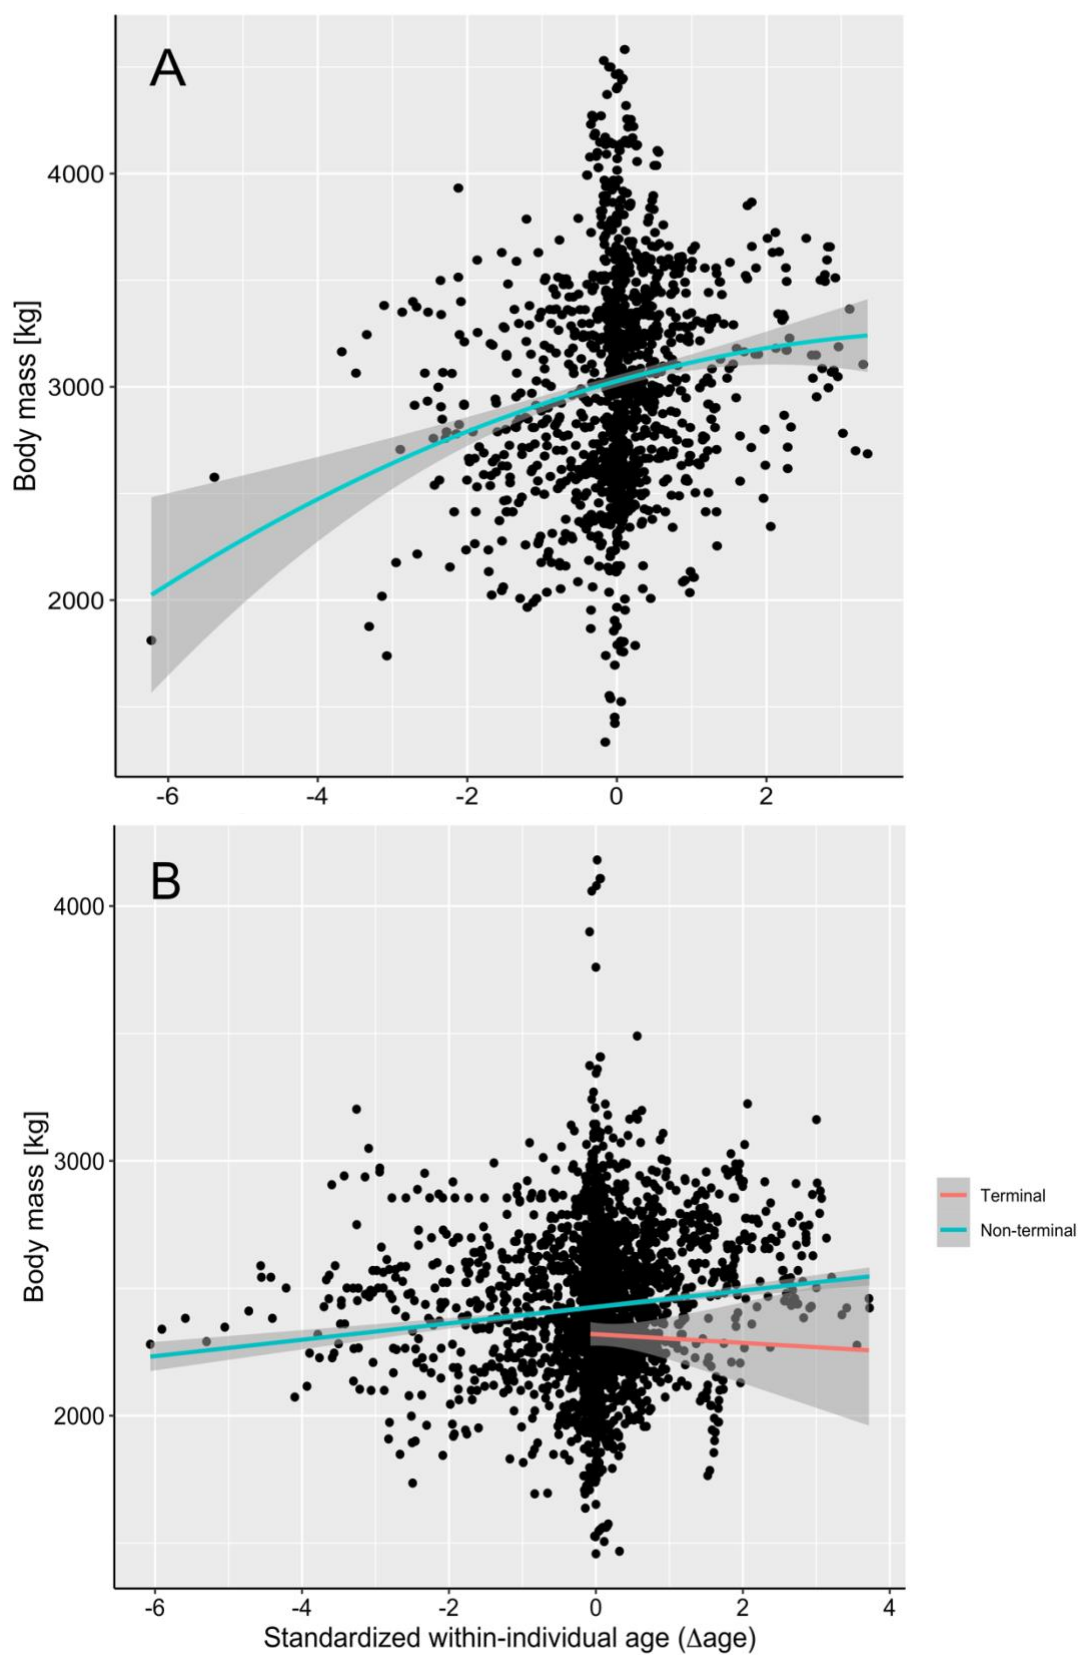 A
Body mass [kg]
4000
3000
2000
-6 -4 -2 0 2
B
Body mass [kg]
4000
3000
2000
-6 -4 -2 0 2 4
Standardized within-individual age (Δage)
Terminal
Non-terminal